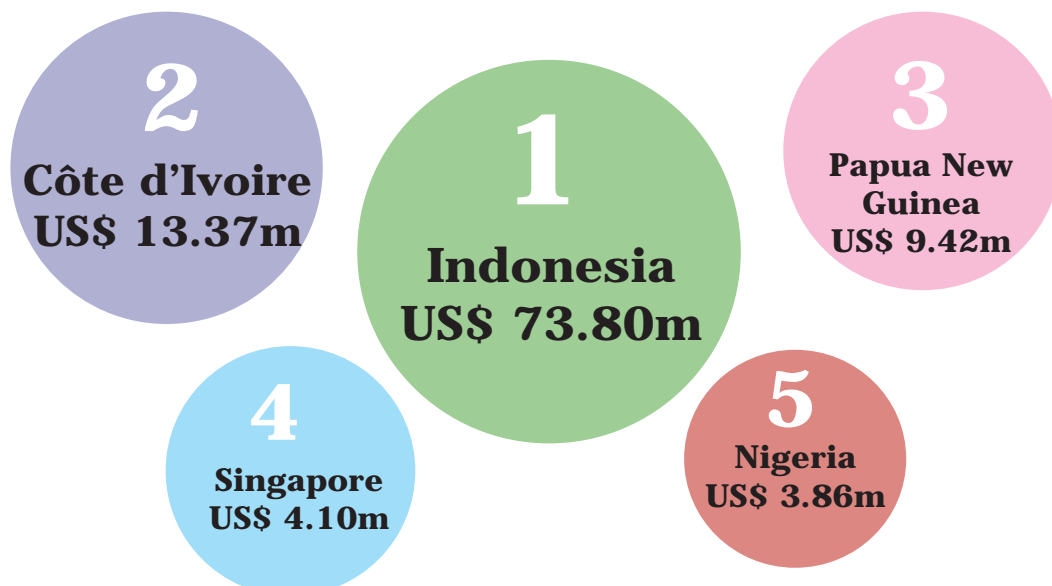 2
Côte d’Ivoire
US$ 13.37m
1
Indonesia
US$ 73.80m
3
Papua New
Guinea
US$ 9.42m
4
Singapore
US$ 4.10m
5
Nigeria
US$ 3.86m